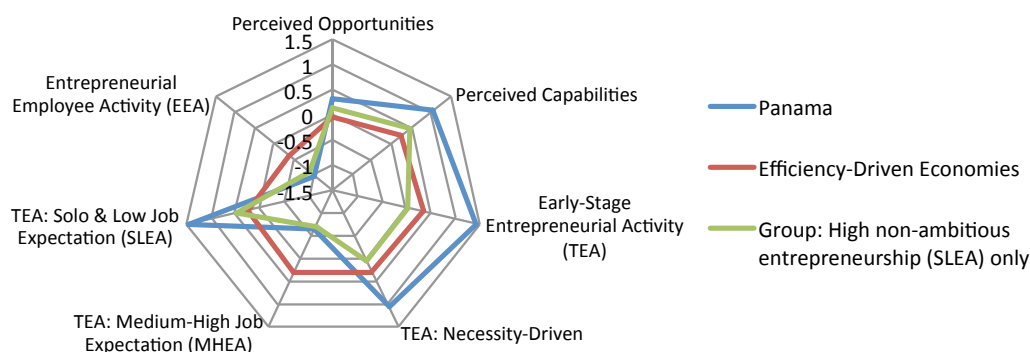 Perceived Opportunities
1.5
1
0.5
0
-0.5
-1
-1.5
Perceived Capabilities
Early-Stage
Entrepreneurial Activity
(TEA)
TEA: Necessity-Driven
TEA: Medium-High Job
Expectation (MHEA)
TEA: Solo & Low Job
Expectation (SLEA)
Entrepreneurial
Employee Activity (EEA)
Panama
Efficiency-Driven Economies
Group: High non-ambitious
entrepreneurship (SLEA) only